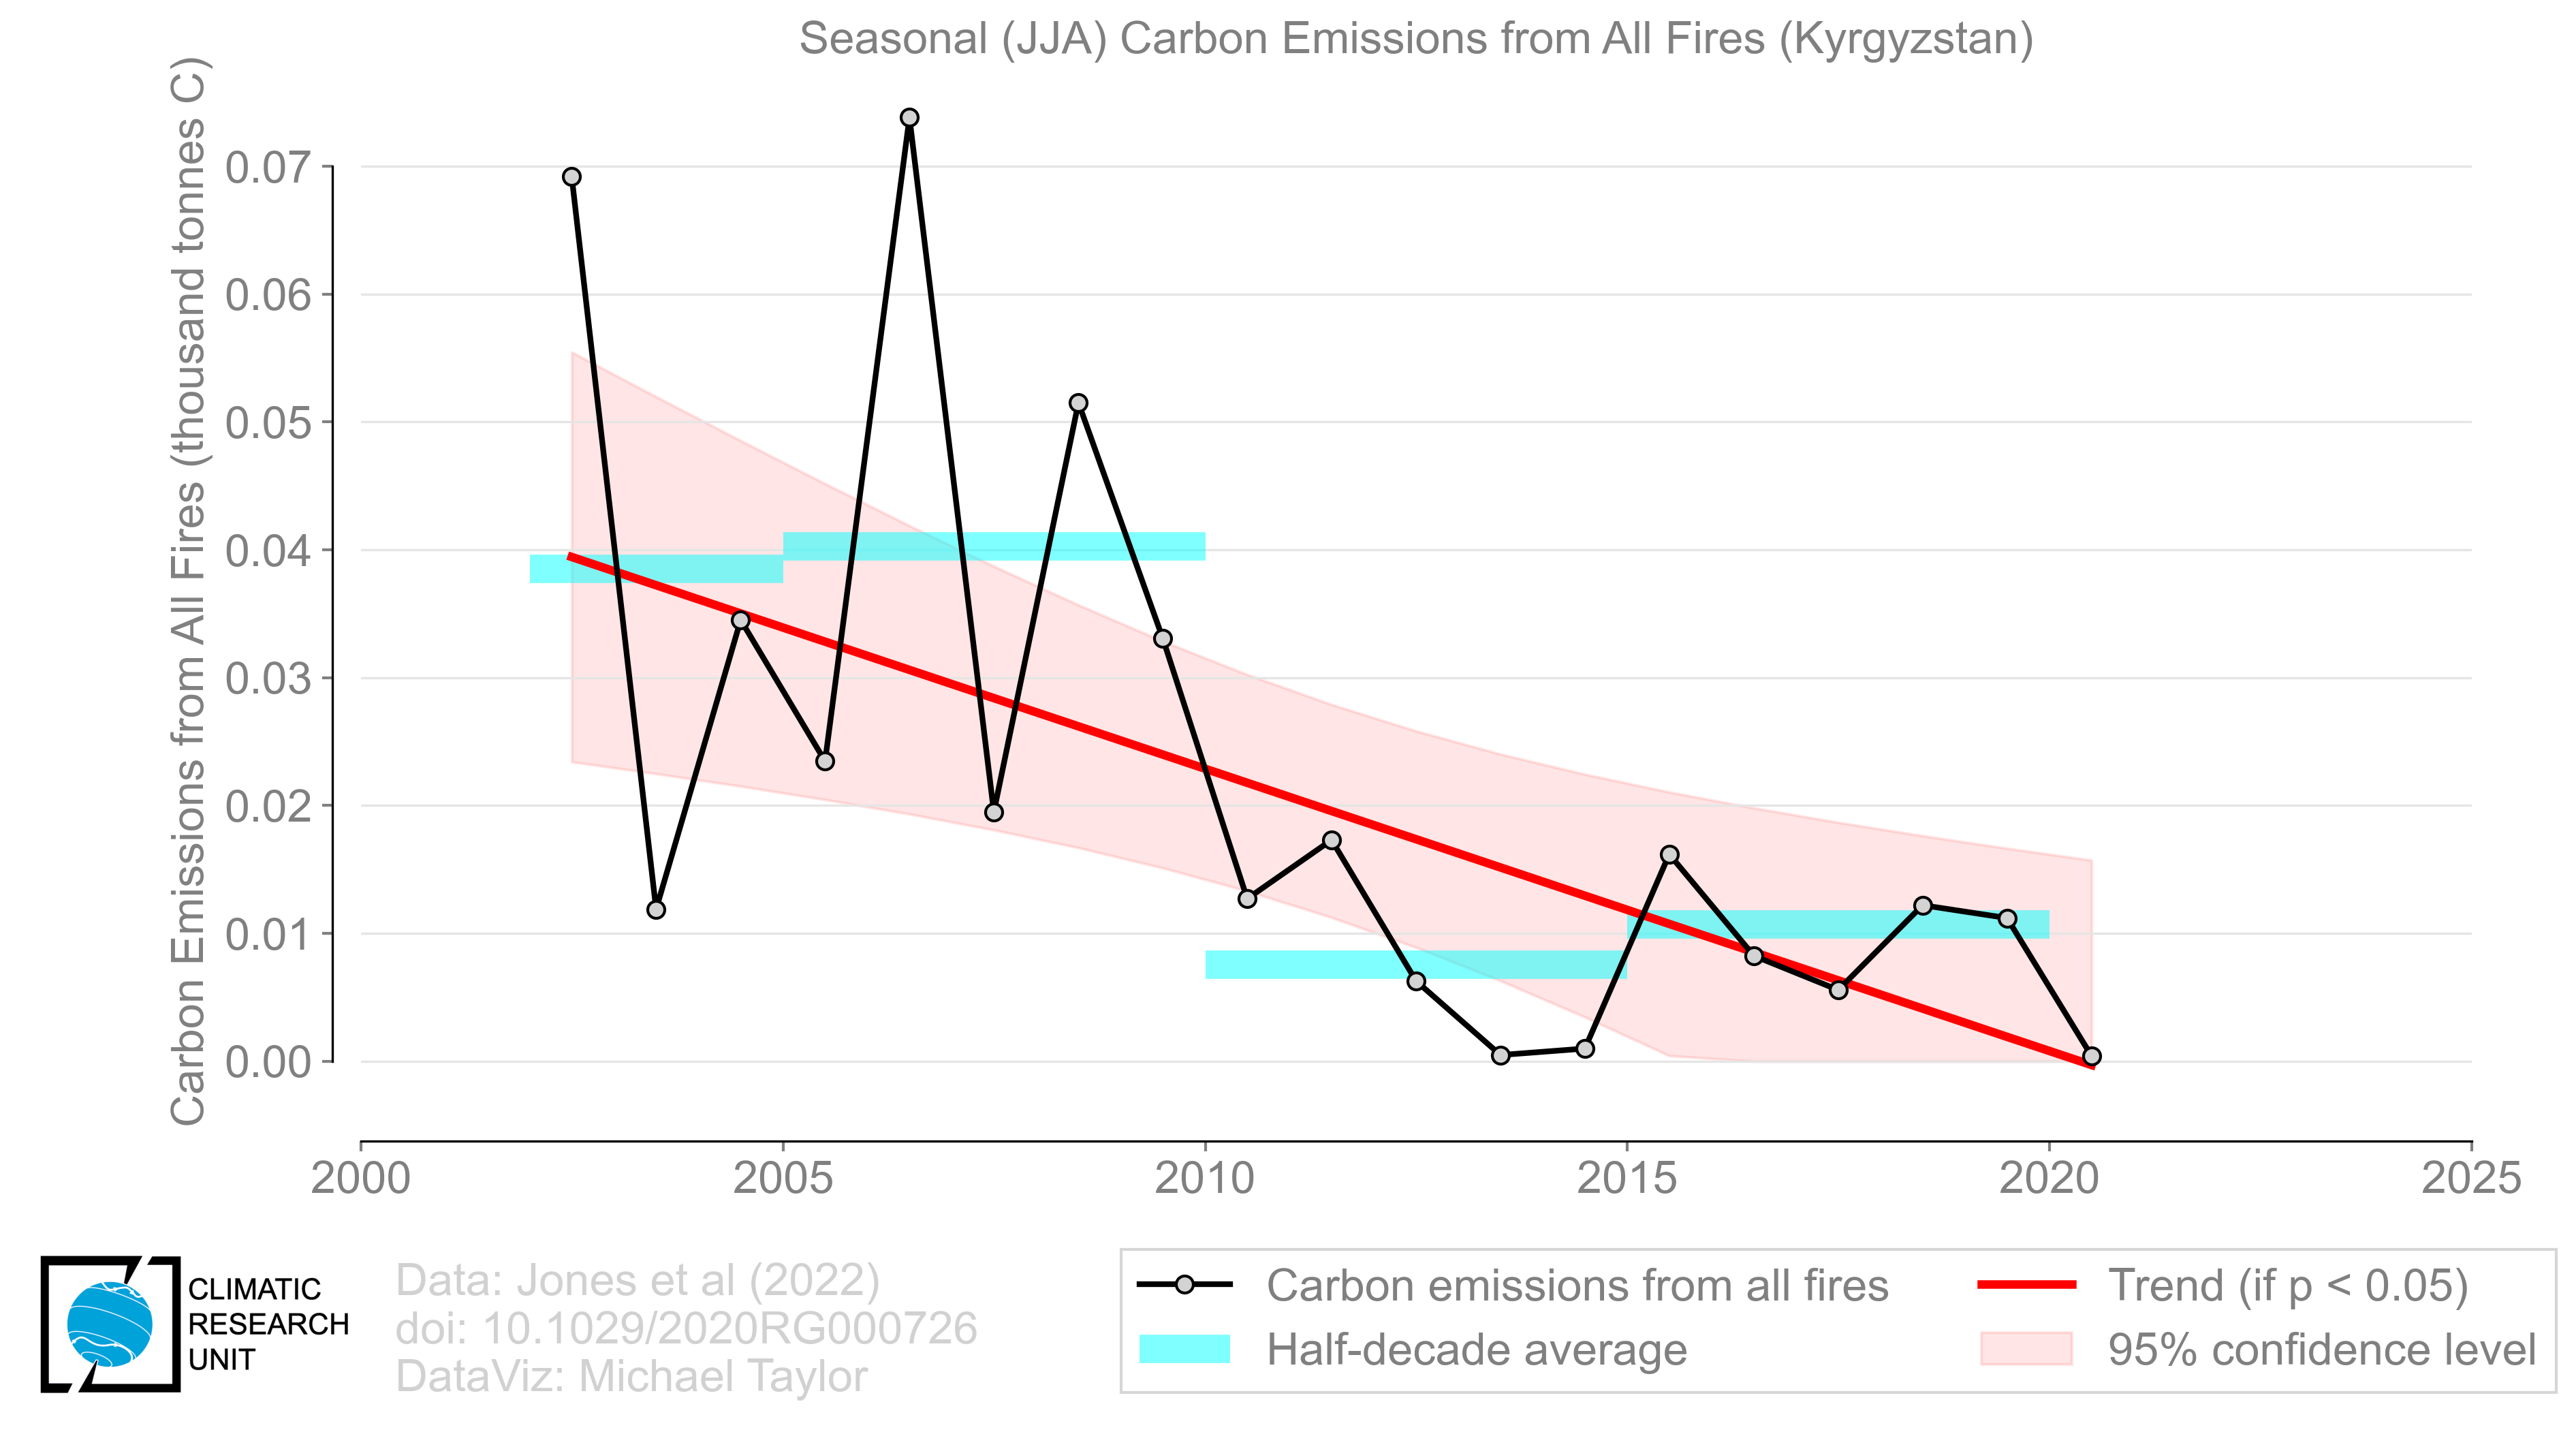 Seasonal (JJA) Carbon Emissions from All Fires (Kyrgyzstan)
Carbon Emissions from All Fires (thousand tonnes C)
0.07
0.06
0.05
0.04
0.03
0.02
0.01
0.00
2000 2005 2010 2015 2020 2025
CLIMATIC
RESEARCH
UNIT
Data: Jones et al (2022)
doi: 10.1029/2020RG000726
DataViz: Michael Taylor
Carbon emissions from all fires
Half-decade average
Trend (if p < 0.05)
95% confidence level